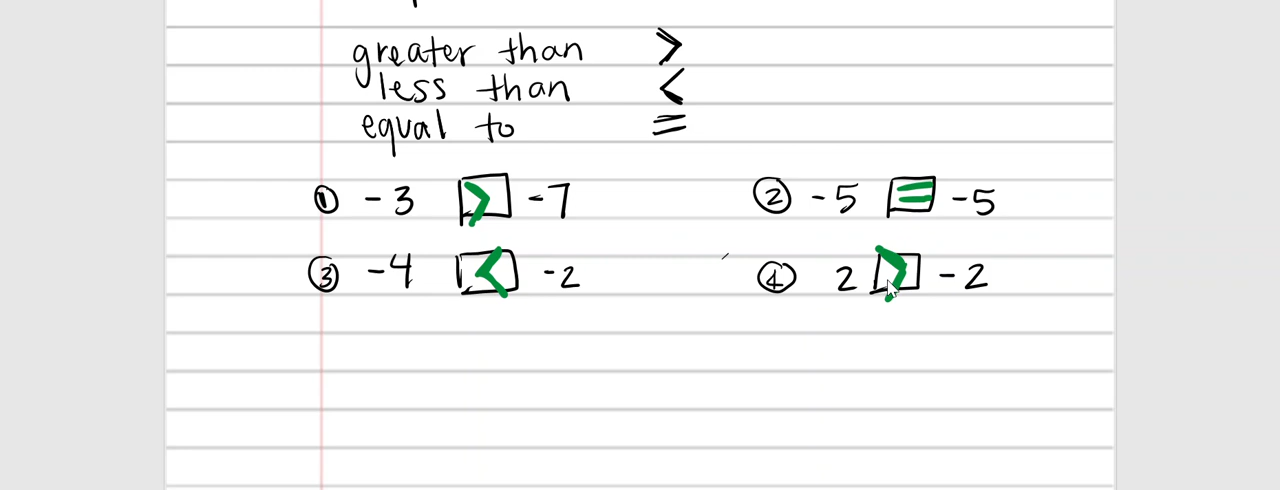 greater than >
less than <
equal to =
① -3 > -7 ② -5 = -5
③ -4 < -2 ④ 2 > -2